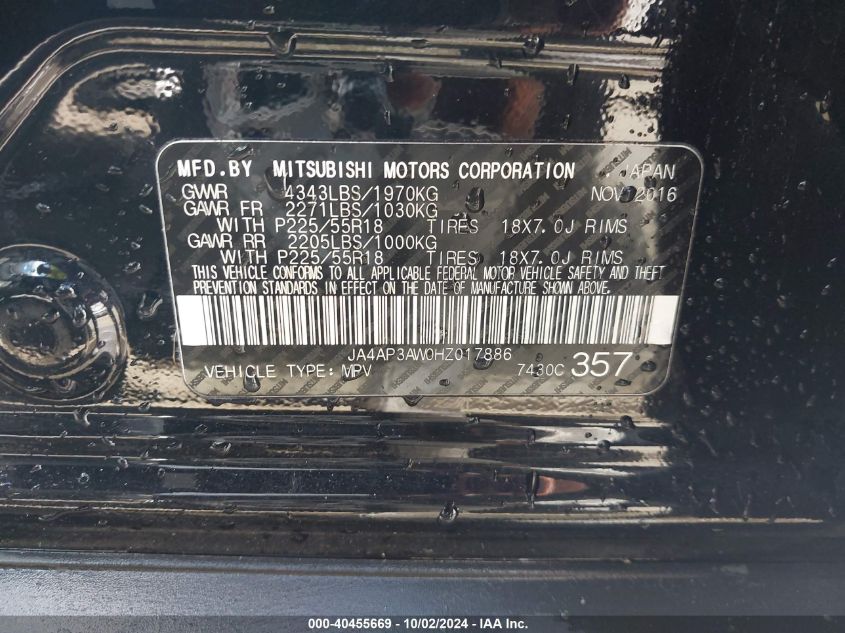 MFD.BY MITSUBISHI MOTORS CORPORATION JAPAN
GVWR 4343LBS/1970KG NOV 2016
GAWR FR 2271LBS/1030KG
WITH P225/55R18 TIRES 18X7.0J RIMS
GAWR RR 2205LBS/1000KG
WITH P225/55R18 TIRES 18X7.0J RIMS
THIS VEHICLE CONFORMS TO ALL APPLICABLE FEDERAL MOTOR VEHICLE SAFETY AND THEFT
PREVENTION STANDARDS IN EFFECT ON THE DATE OF MANUFACTURE SHOWN ABOVE.
JA4AP3AW0HZ017886
VEHICLE TYPE: MPV 7430C 357
000-40455669 - 10/02/2024 - IAA Inc.